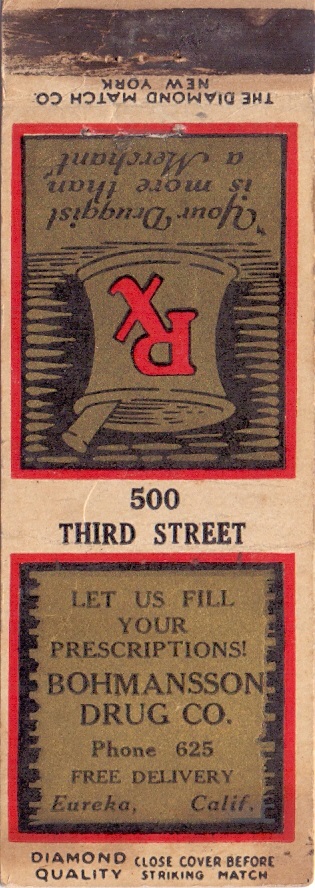 THE DIAMOND MATCH CO.
NEW YORK
"Your Druggist
is more than
a Merchant"
Rx
500
THIRD STREET
LET US FILL
YOUR
PRESCRIPTIONS!
BOHMANSSON
DRUG CO.
Phone 625
FREE DELIVERY
Eureka, Calif.
DIAMOND QUALITY
CLOSE COVER BEFORE
STRIKING MATCH